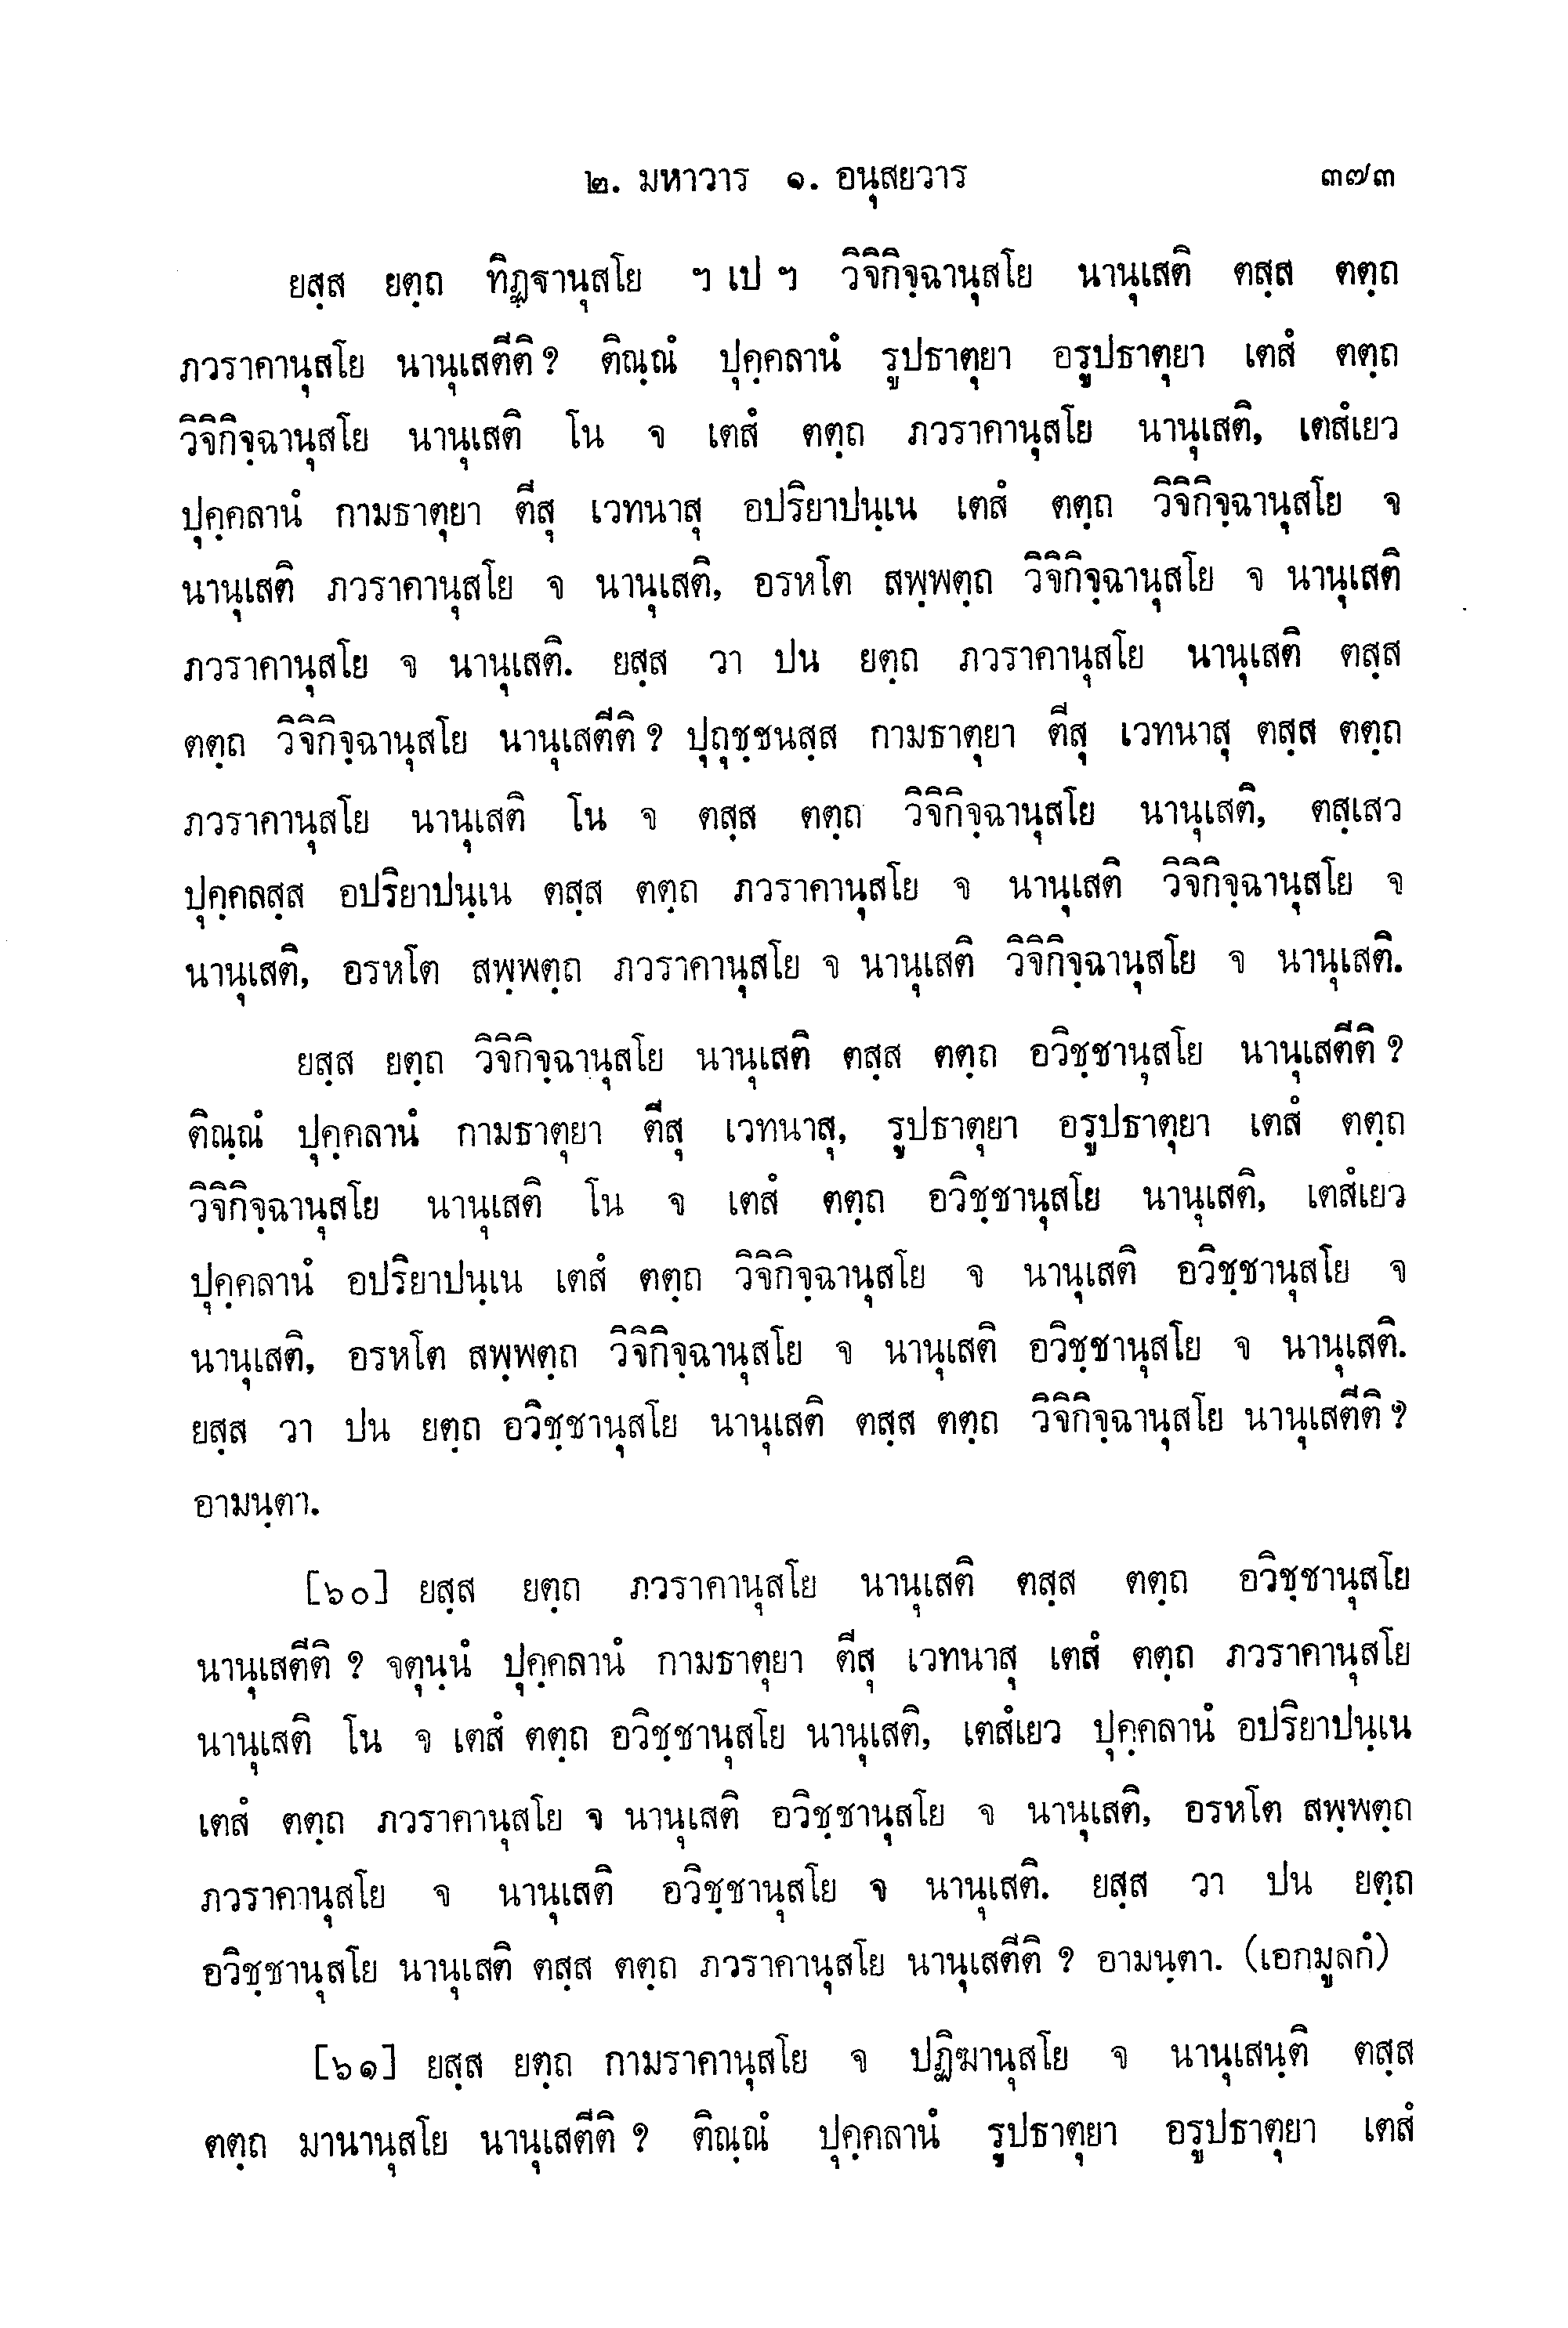 ๒. มหาวาร ๑. อนุสยวาร ๓๗๓
ยสฺส ยตฺถ ทิฏฺฐานุสโย ฯ เป ฯ วิจิกิจฺฉานุสโย นานุเสติ ตสฺส ตตฺถ
ภวราคานุสโย นานุเสตีติ ? ติณฺณํ ปุคฺคลานํ รูปธาตุยา อรูปธาตุยา เตสํ ตตฺถ
วิจิกิจฺฉานุสโย นานุเสติ โน จ เตสํ ตตฺถ ภวราคานุสโย นานุเสติ, เตสํเยว
ปุคฺคลานํ กามธาตุยา ตีสุ เวทนาสุ อปริยาปนฺเน เตสํ ตตฺถ วิจิกิจฺฉานุสโย จ
นานุเสติ ภวราคานุสโย จ นานุเสติ, อรหโต สพฺพตฺถ วิจิกิจฺฉานุสโย จ นานุเสติ
ภวราคานุสโย จ นานุเสติ. ยสฺส วา ปน ยตฺถ ภวราคานุสโย นานุเสติ ตสฺส
ตตฺถ วิจิกิจฺฉานุสโย นานุเสตีติ ? ปุถุชฺชนสฺส กามธาตุยา ตีสุ เวทนาสุ ตสฺส ตตฺถ
ภวราคานุสโย นานุเสติ โน จ ตสฺส ตตฺถ วิจิกิจฺฉานุสโย นานุเสติ, ตสฺเสว
ปุคฺคลสฺส อปริยาปนฺเน ตสฺส ตตฺถ ภวราคานุสโย จ นานุเสติ วิจิกิจฺฉานุสโย จ
นานุเสติ, อรหโต สพฺพตฺถ ภวราคานุสโย จ นานุเสติ วิจิกิจฺฉานุสโย จ นานุเสติ.
ยสฺส ยตฺถ วิจิกิจฺฉานุสโย นานุเสติ ตสฺส ตตฺถ อวิชฺชานุสโย นานุเสตีติ ?
ติณฺณํ ปุคฺคลานํ กามธาตุยา ตีสุ เวทนาสุ, รูปธาตุยา อรูปธาตุยา เตสํ ตตฺถ
วิจิกิจฺฉานุสโย นานุเสติ โน จ เตสํ ตตฺถ อวิชฺชานุสโย นานุเสติ, เตสํเยว
ปุคฺคลานํ อปริยาปนฺเน เตสํ ตตฺถ วิจิกิจฺฉานุสโย จ นานุเสติ อวิชฺชานุสโย จ
นานุเสติ, อรหโต สพฺพตฺถ วิจิกิจฺฉานุสโย จ นานุเสติ อวิชฺชานุสโย จ นานุเสติ.
ยสฺส วา ปน ยตฺถ อวิชฺชานุสโย นานุเสติ ตสฺส ตตฺถ วิจิกิจฺฉานุสโย นานุเสตีติ ?
อามนฺตา.
[๖๐] ยสฺส ยตฺถ ภวราคานุสโย นานุเสติ ตสฺส ตตฺถ อวิชฺชานุสโย
นานุเสตีติ ? จตุนฺนํ ปุคฺคลานํ กามธาตุยา ตีสุ เวทนาสุ เตสํ ตตฺถ ภวราคานุสโย
นานุเสติ โน จ เตสํ ตตฺถ อวิชฺชานุสโย นานุเสติ, เตสํเยว ปุคฺคลานํ อปริยาปนฺเน
เตสํ ตตฺถ ภวราคานุสโย จ นานุเสติ อวิชฺชานุสโย จ นานุเสติ, อรหโต สพฺพตฺถ
ภวราคานุสโย จ นานุเสติ อวิชฺชานุสโย จ นานุเสติ. ยสฺส วา ปน ยตฺถ
อวิชฺชานุสโย นานุเสติ ตสฺส ตตฺถ ภวราคานุสโย นานุเสตีติ ? อามนฺตา. (เอกมูลกํ)
[๖๑] ยสฺส ยตฺถ กามราคานุสโย จ ปฏิฆานุสโย จ นานุเสนฺติ ตสฺส
ตตฺถ มานานุสโย นานุเสตีติ ? ติณฺณํ ปุคฺคลานํ รูปธาตุยา อรูปธาตุยา เตสํ